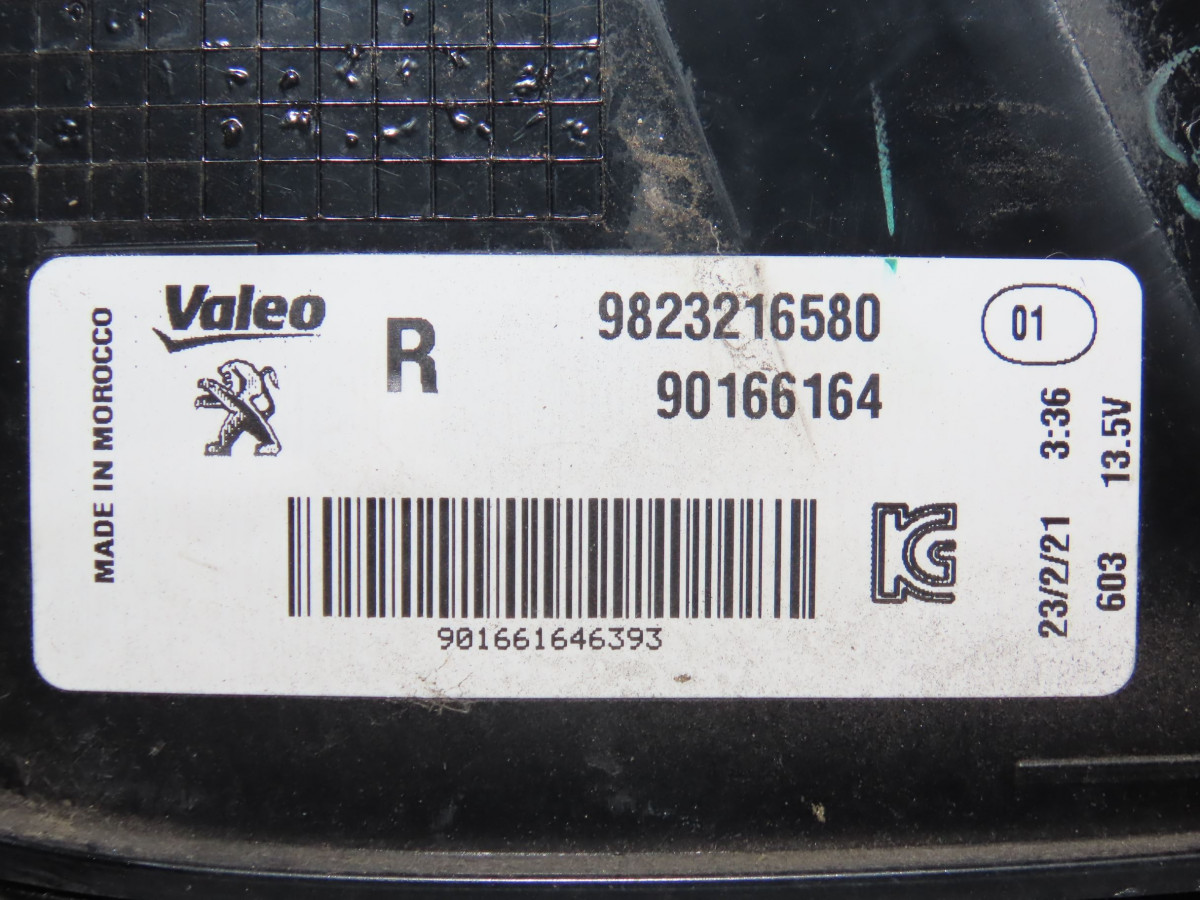 Valeo
R
9823216580
90166164
01
MADE IN MOROCCO
901661646393
23/2/21 3:36
603 13.5V